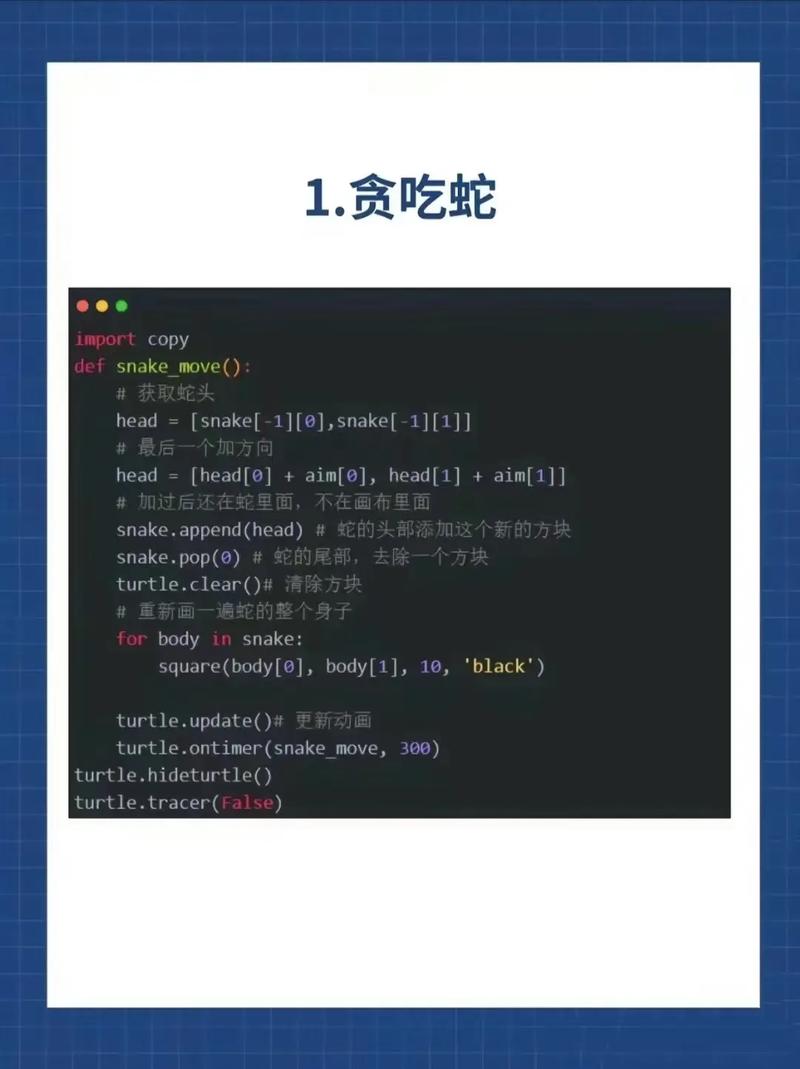 1.贪吃蛇
import copy
def snake_move():
    # 获取蛇头
    head = [snake[-1][0],snake[-1][1]]
    # 最后一个加方向
    head = [head[0] + aim[0], head[1] + aim[1]]
    # 加过后还在蛇里面，不在画布里面
    snake.append(head) # 蛇的头部添加这个新的方块
    snake.pop(0) # 蛇的尾部，去除一个方块
    turtle.clear()# 清除方块
    # 重新画一遍蛇的整个身子
    for body in snake:
        square(body[0], body[1], 10, 'black')
    turtle.update()# 更新动画
    turtle.ontimer(snake_move, 300)
turtle.hideturtle()
turtle.tracer(False)